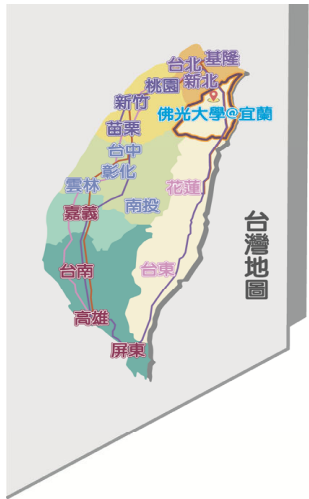 基隆
台北
桃園
新北
新竹
佛光大學@宜蘭
苗栗
台中
彰化
雲林
花蓮
南投
嘉義
台灣地圖
台南
台東
高雄
屏東